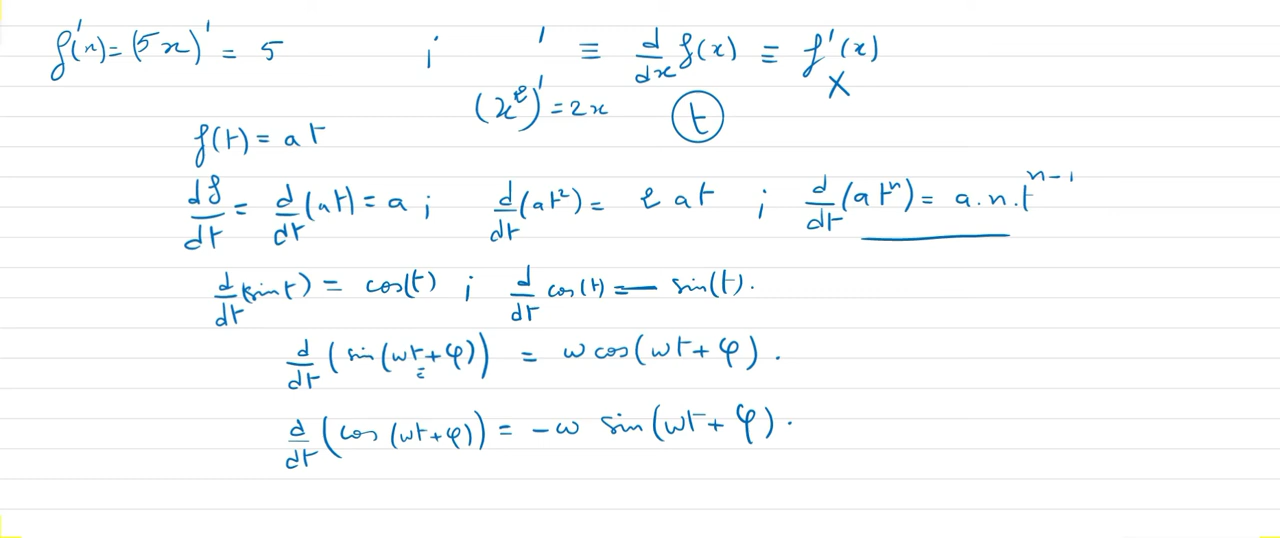 f'(x) = (5x)' = 5 ; ' ≡ d/dx f(x) ≡ f'(x)
(x²)' = 2x t X
f(t) = at
df/dt = d/dt (at) = a ; d/dt (at²) = 2at ; d/dt (atⁿ) = a.n.tⁿ⁻¹
d/dt (sin t) = cos(t) ; d/dt cos(t) = - sin(t).
d/dt (sin(ωt + φ)) = ω cos(ωt + φ).
d/dt (cos(ωt + φ)) = -ω sin(ωt + φ).